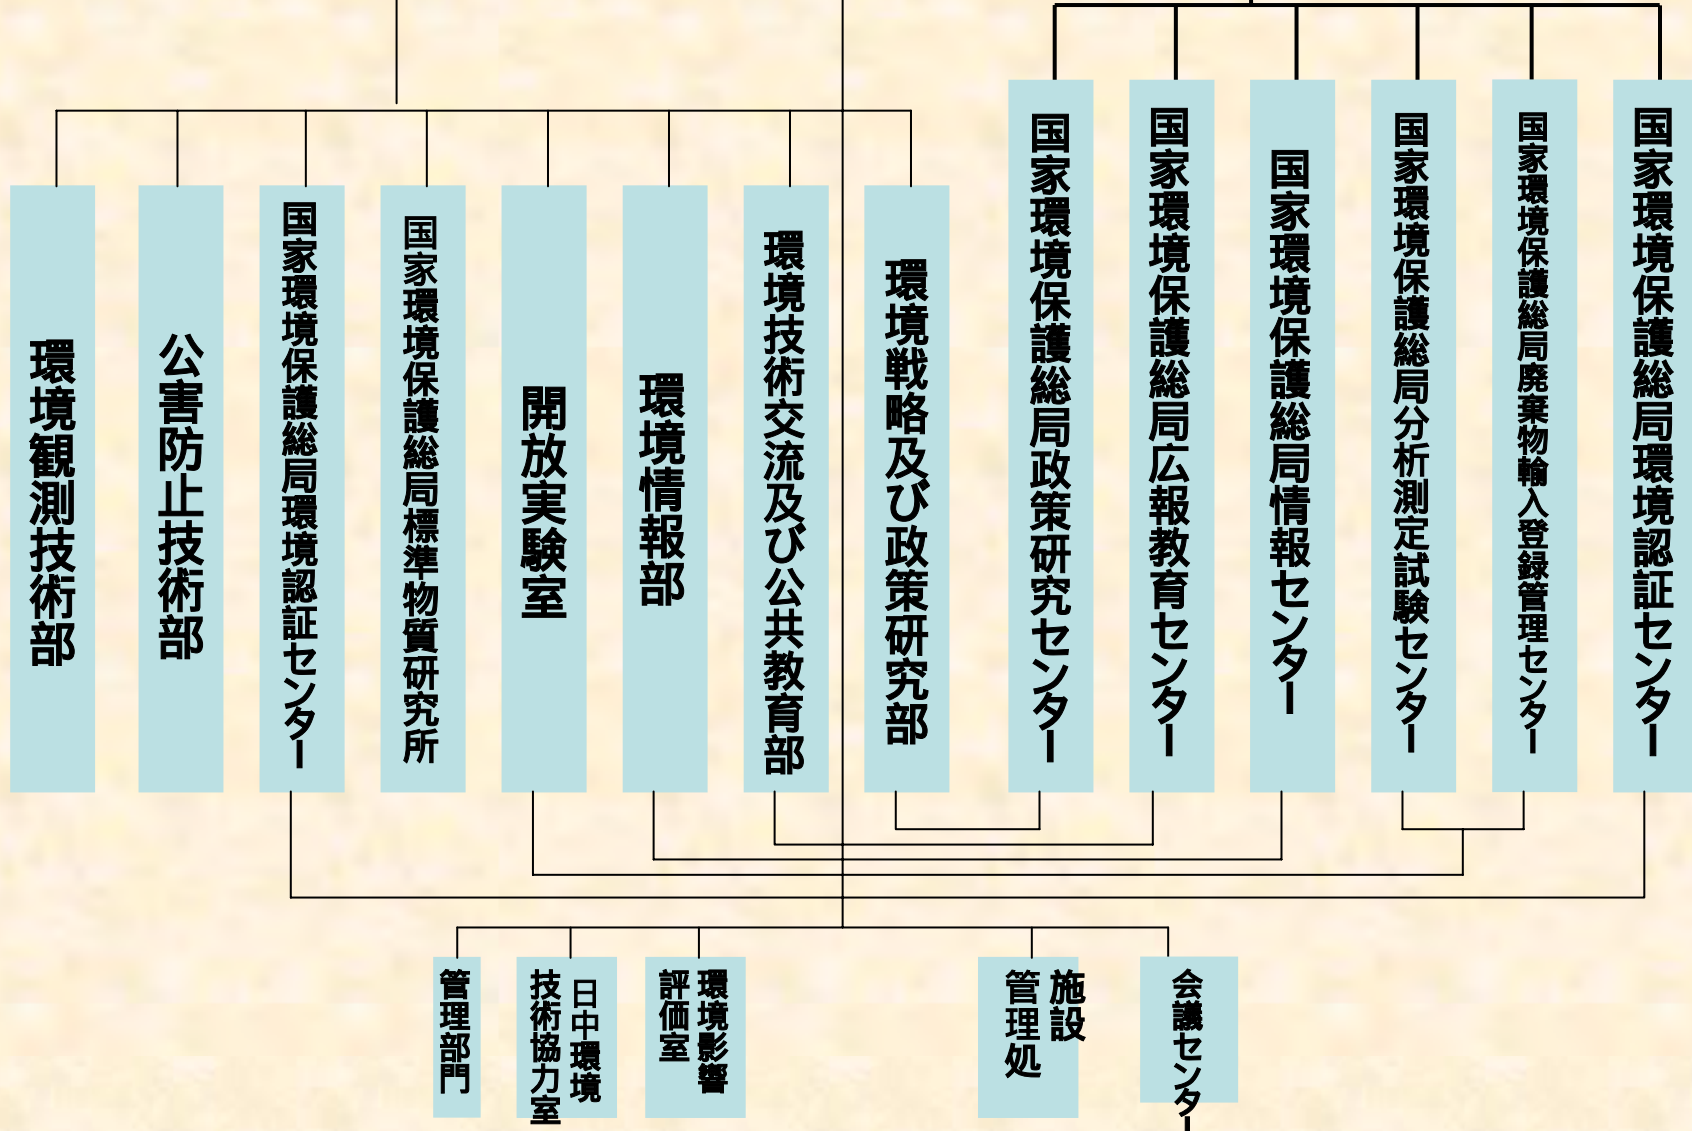 環境観測技術部
公害防止技術部
国家環境保護総局環境認証センター
国家環境保護総局標準物質研究所
開放実験室
環境情報部
環境技術交流及び公共教育部
環境戦略及び政策研究部
国家環境保護総局政策研究センター
国家環境保護総局広報教育センター
国家環境保護総局情報センター
国家環境保護総局分析測定試験センター
国家環境保護総局廃棄物輸入登録管理センター
国家環境保護総局環境認証センター
管理部門
日中環境
技術協力室
環境影響
評価室
施設
管理処
会議センター